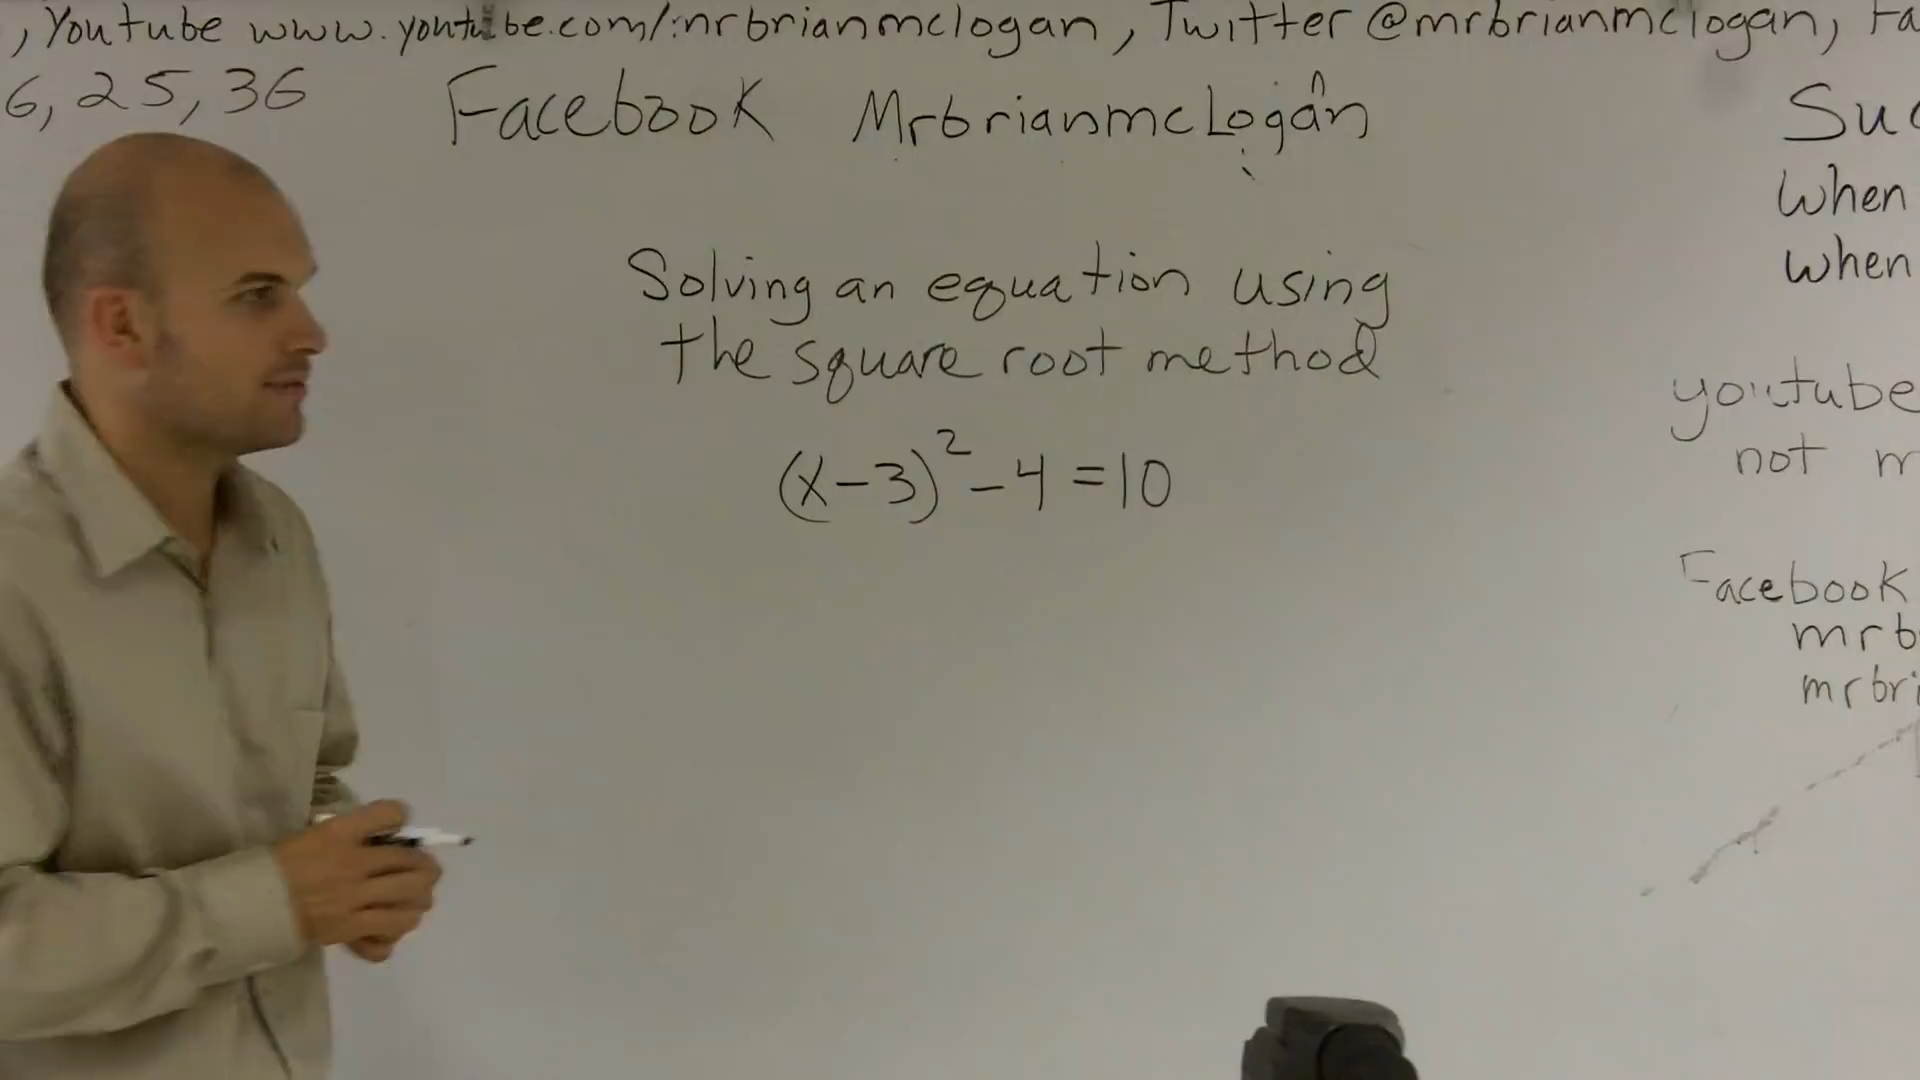 , Youtube www.youtube.com/mrbrianmclogan, Twitter @mrbrianmclogan, Fa
6, 25, 36
Facebook MrbrianmcLogan
Solving an equation using
the square root method
(x-3)²-4=10
Suc
When
when
youtube
not m
Facebook
mrb
mrbri